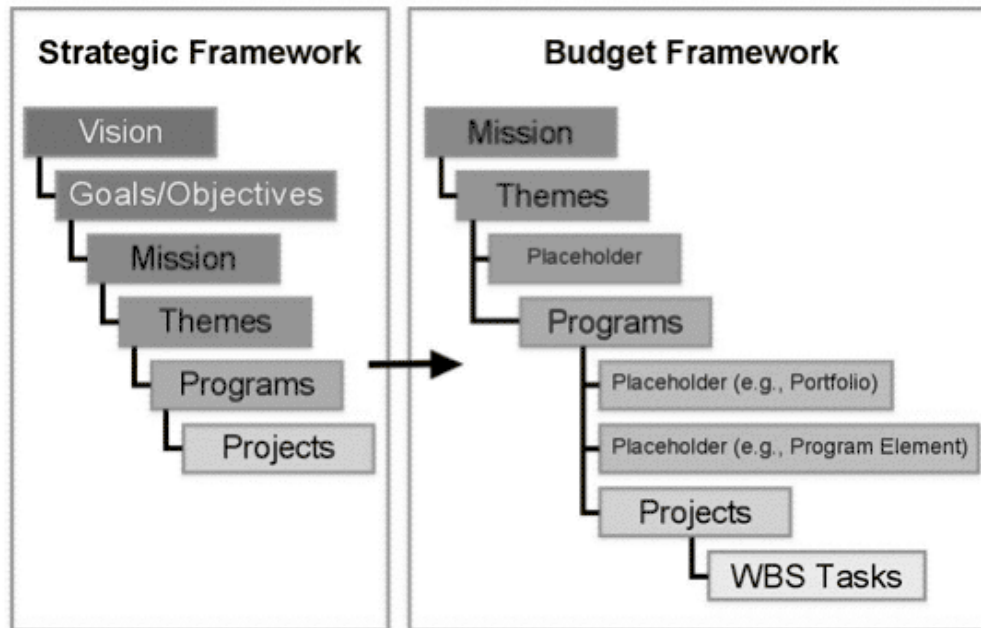 Strategic Framework
Vision
Goals/Objectives
Mission
Themes
Programs
Projects
Budget Framework
Mission
Themes
Placeholder
Programs
Placeholder (e.g., Portfolio)
Placeholder (e.g., Program Element)
Projects
WBS Tasks